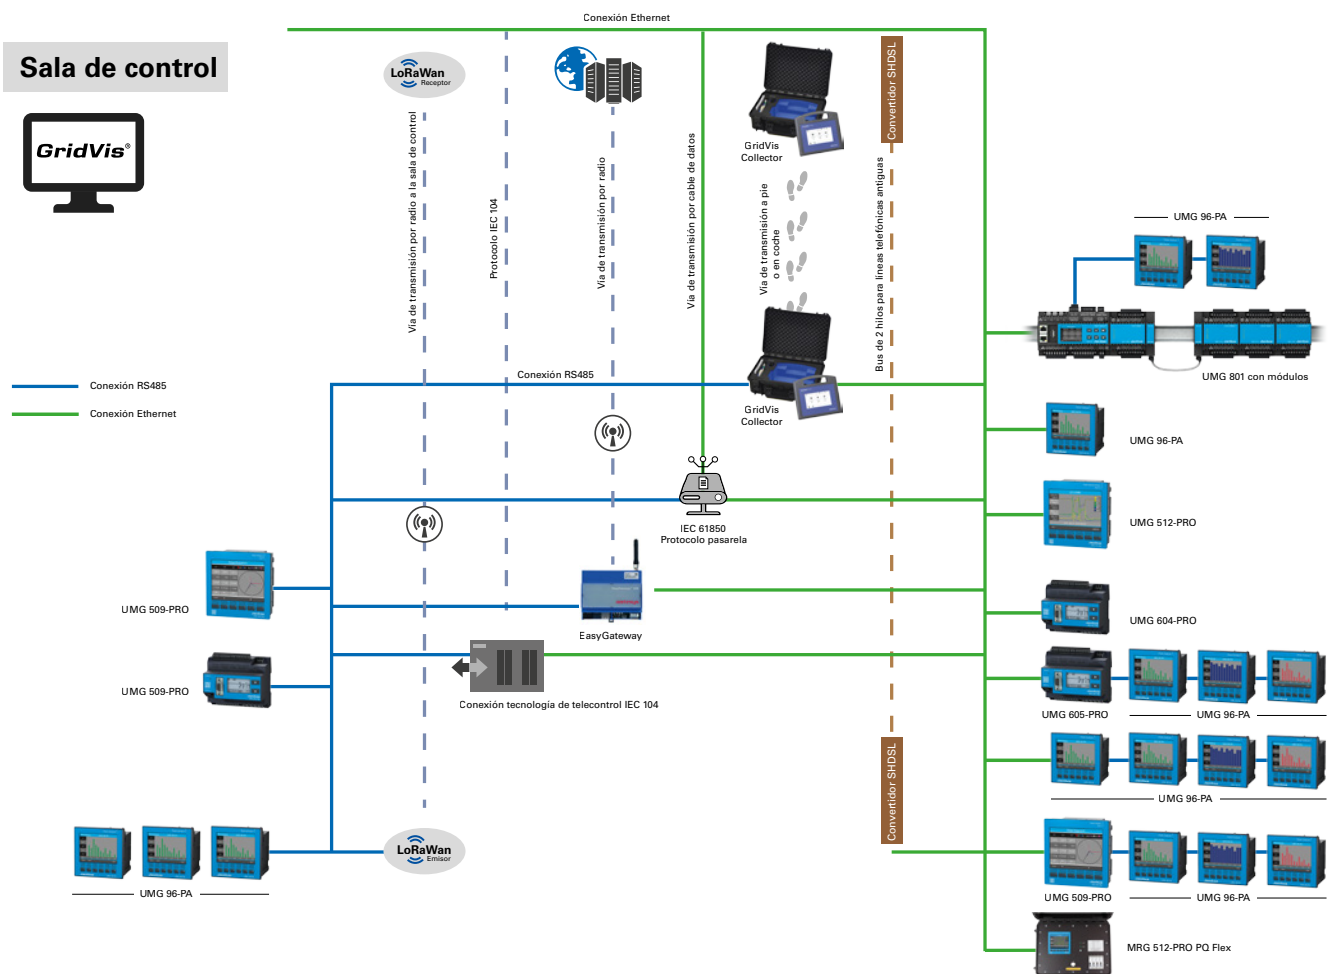 Conexión Ethernet
Sala de control
GridVis®
LoRaWan
Receptor
Vía de transmisión por radio a la sala de control
Protocolo IEC 104
Vía de transmisión por radio
Vía de transmisión por cable de datos
GridVis
Collector
Vía de transmisión a pie
o en coche
Convertidor SHDSL
Bus de 2 hilos para líneas telefónicas antiguas
UMG 96-PA
UMG 801 con módulos
Conexión RS485
Conexión Ethernet
Conexión RS485
GridVis
Collector
UMG 96-PA
IEC 61850
Protocolo pasarela
UMG 512-PRO
UMG 509-PRO
EasyGateway
UMG 604-PRO
UMG 509-PRO
Conexión tecnología de telecontrol IEC 104
UMG 605-PRO
UMG 96-PA
Convertidor SHDSL
UMG 96-PA
LoRaWan
Emisor
UMG 96-PA
UMG 509-PRO
UMG 96-PA
MRG 512-PRO PQ Flex